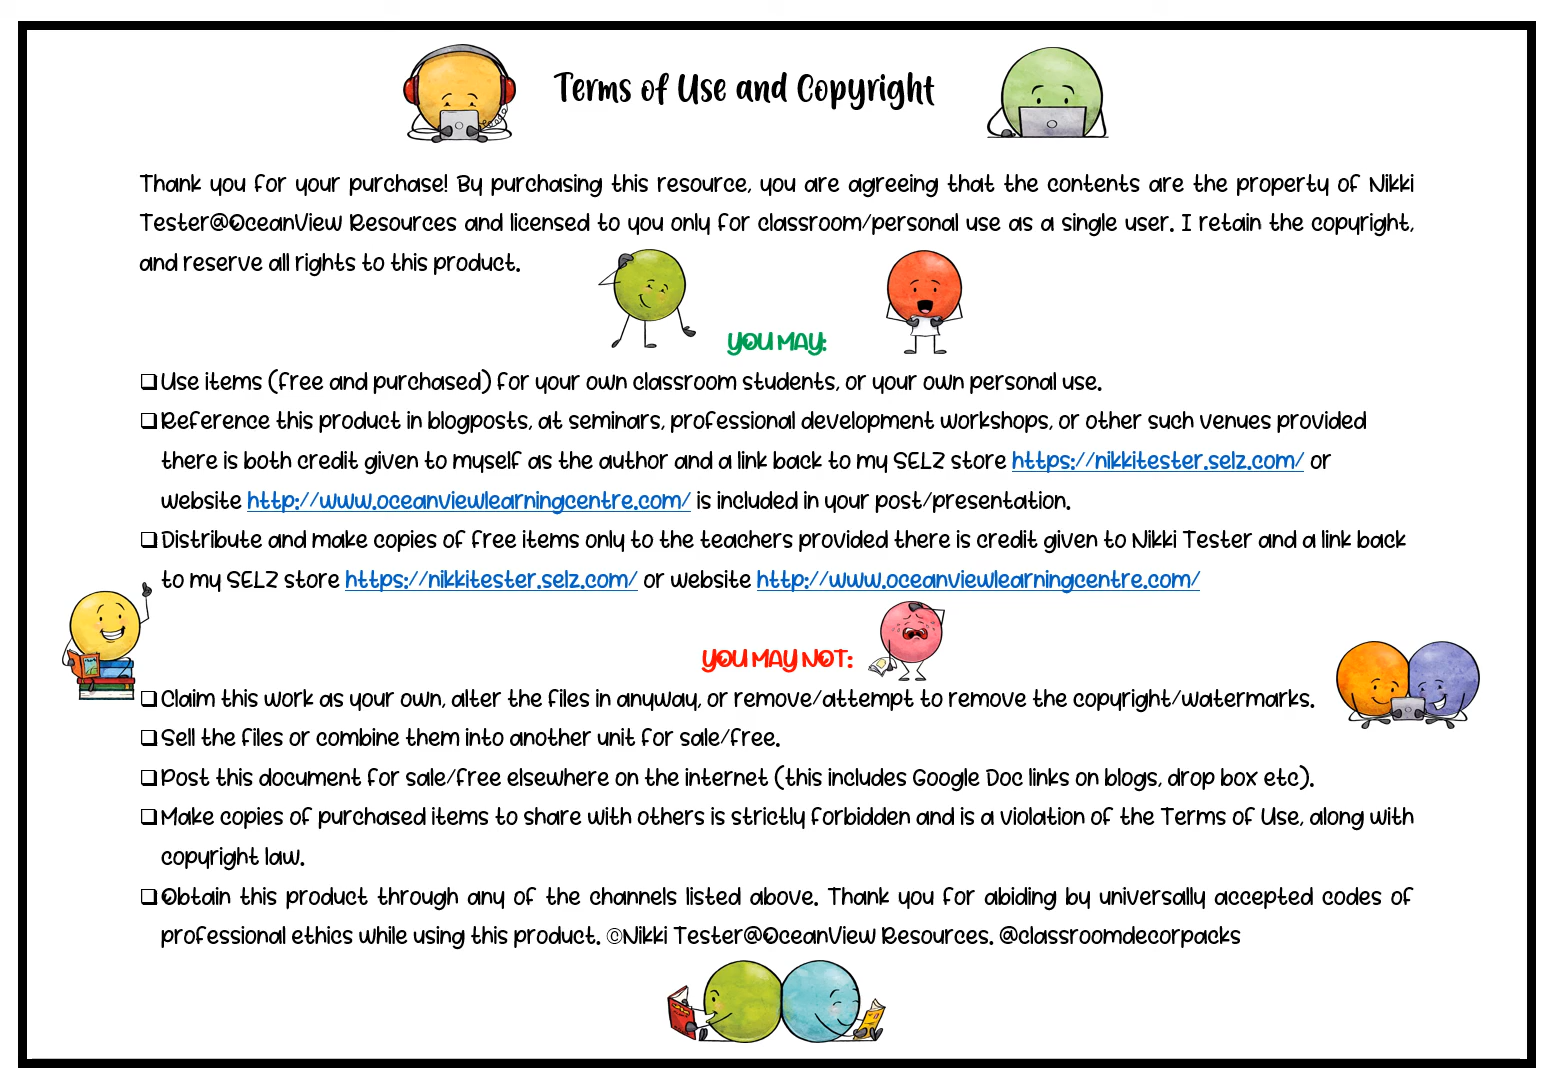 Terms of Use and Copyright
Thank you for your purchase! By purchasing this resource, you are agreeing that the contents are the property of Nikki
Tester@OceanView Resources and licensed to you only for classroom/personal use as a single user. I retain the copyright,
and reserve all rights to this product.
YOU MAY:
❑Use items (free and purchased) for your own classroom students, or your own personal use.
❑Reference this product in blogposts, at seminars, professional development workshops, or other such venues provided
there is both credit given to myself as the author and a link back to my SELZ store https://nikkitester.selz.com/ or
website http://www.oceanviewlearningcentre.com/ is included in your post/presentation.
❑Distribute and make copies of free items only to the teachers provided there is credit given to Nikki Tester and a link back
to my SELZ store https://nikkitester.selz.com/ or website http://www.oceanviewlearningcentre.com/
YOU MAY NOT:
❑Claim this work as your own, alter the files in anyway, or remove/attempt to remove the copyright/watermarks.
❑Sell the files or combine them into another unit for sale/free.
❑Post this document for sale/free elsewhere on the internet (this includes Google Doc links on blogs, drop box etc).
❑Make copies of purchased items to share with others is strictly forbidden and is a violation of the Terms of Use, along with
copyright law.
❑Obtain this product through any of the channels listed above. Thank you for abiding by universally accepted codes of
professional ethics while using this product. ©Nikki Tester@OceanView Resources. @classroomdecorpacks